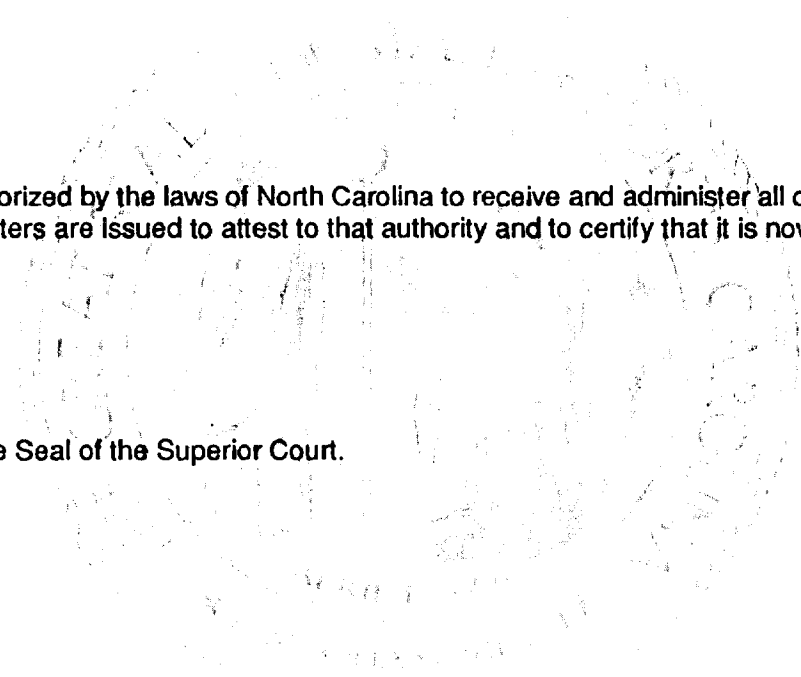 orized by the laws of North Carolina to receive and administer all
ters are issued to attest to that authority and to certify that it is
e Seal of the Superior Court.